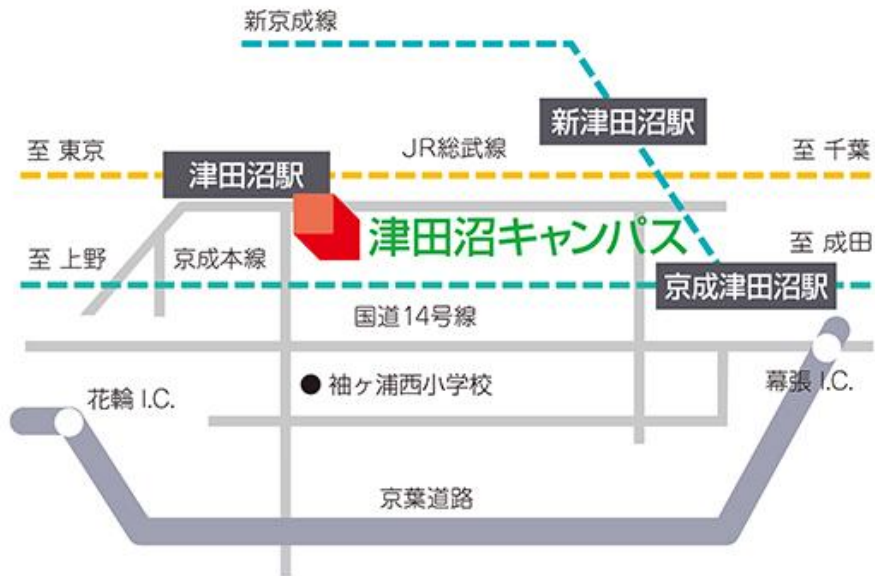 新京成線
新津田沼駅
至 東京
JR総武線
至 千葉
津田沼駅
津田沼キャンパス
至 上野
京成本線
至 成田
京成津田沼駅
国道14号線
袖ヶ浦西小学校
幕張 I.C.
花輪 I.C.
京葉道路